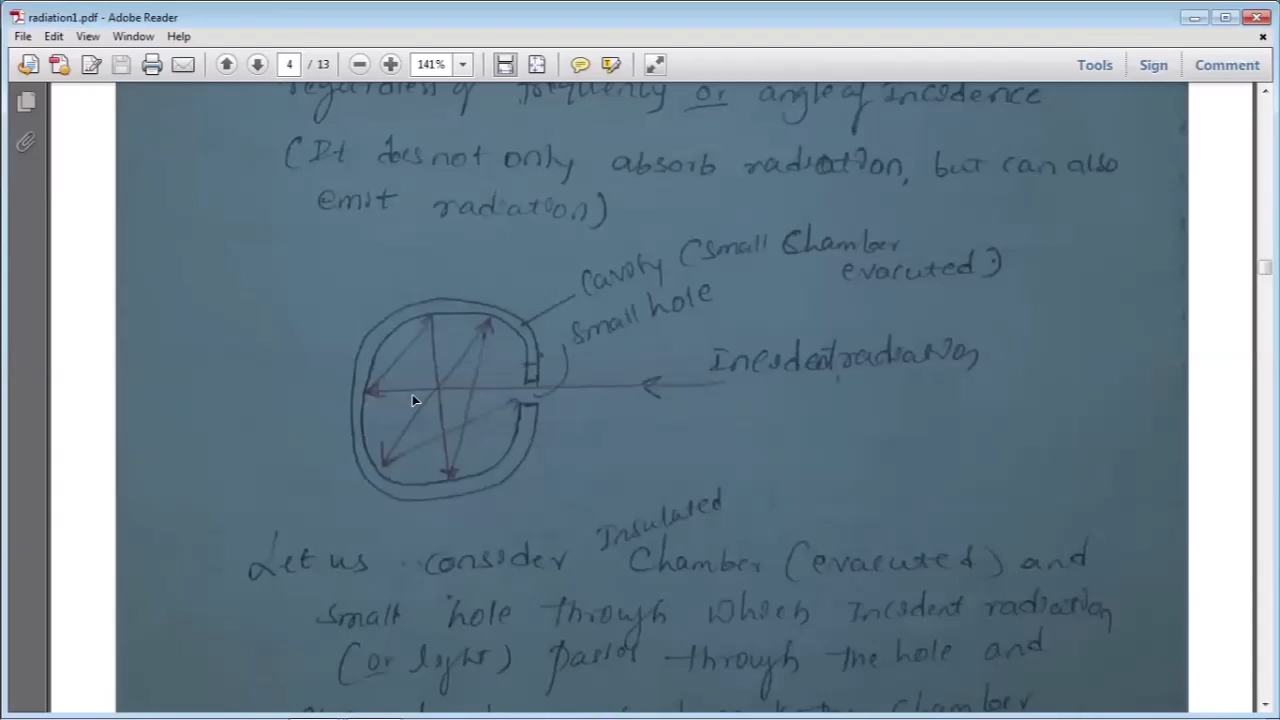 radiation1.pdf - Adobe Reader
File Edit View Window Help
4 / 13 141% Tools Sign Comment
regardless of frequency or angle of Incidence
(It does not only absorb radiation, but can also
emit radiation)
Cavity (small Chamber
evacuted)
small hole
Incident radiation
Insulated
Let us consider Chamber (evacuted) and
small hole through which Incident radiation
(or light) passes through the hole and
chamber